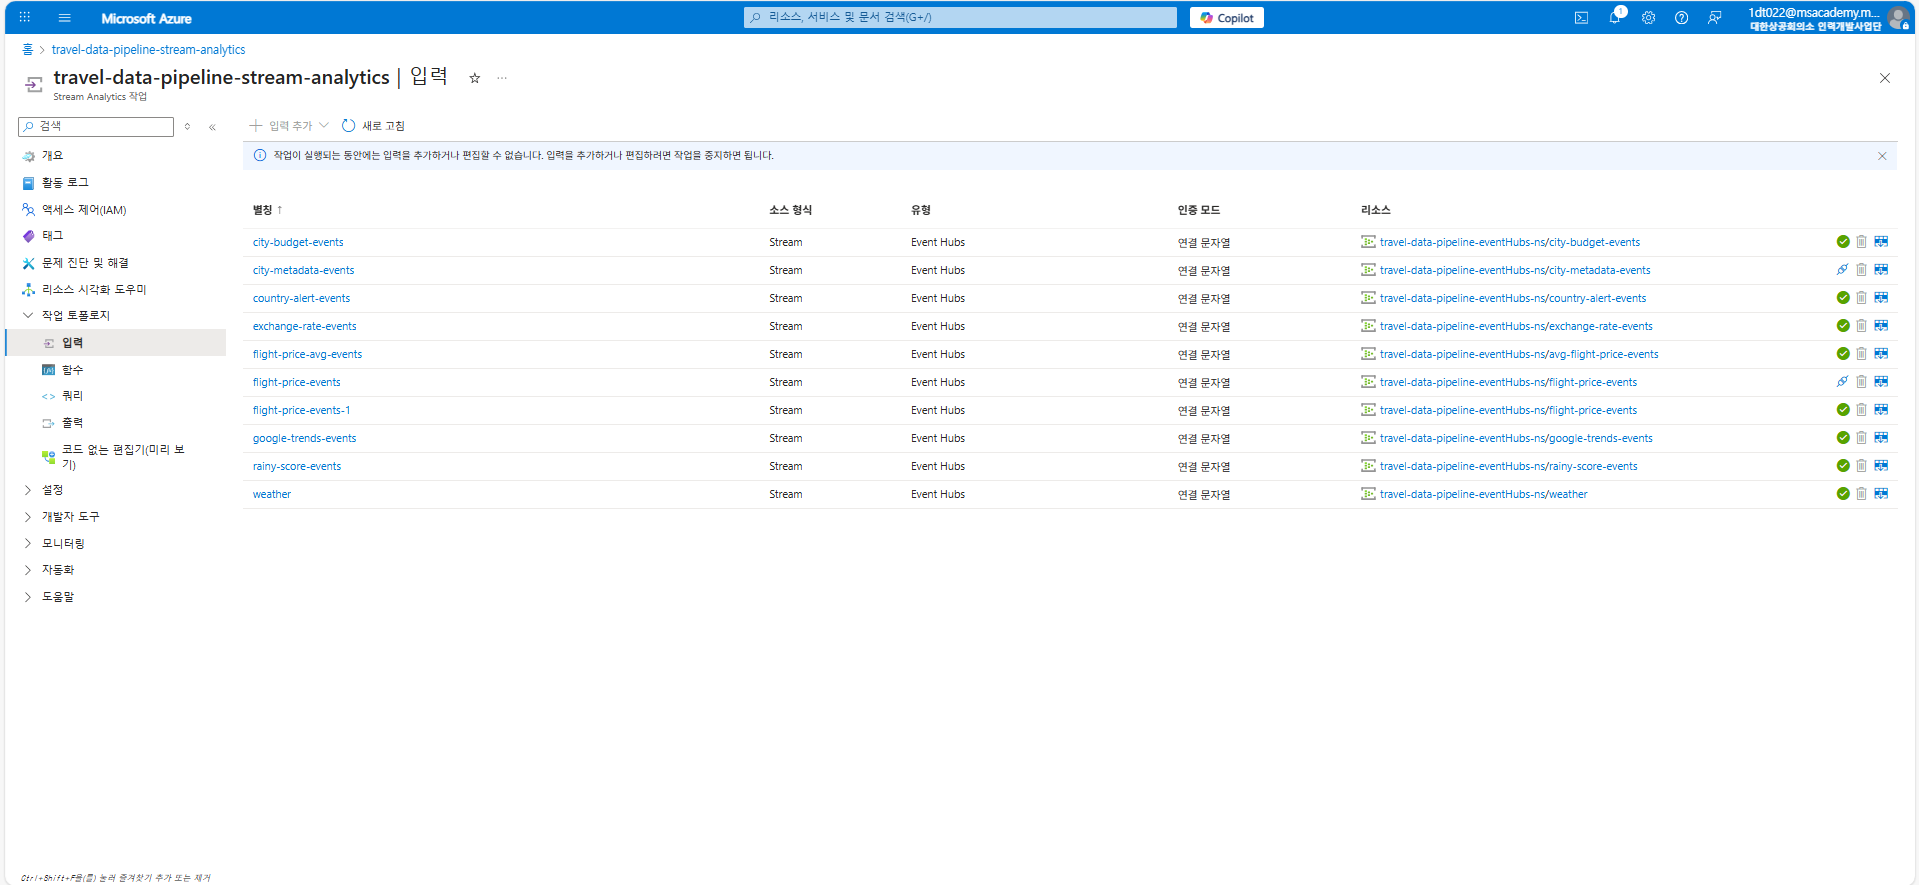 Microsoft Azure
리소스, 서비스 및 문서 검색(G+/)
Copilot
1
1dt022@msacademy.m...
대한상공회의소 인력개발사업단
홈 > travel-data-pipeline-stream-analytics
travel-data-pipeline-stream-analytics | 입력
Stream Analytics 작업
검색
입력 추가
새로 고침
작업이 실행되는 동안에는 입력을 추가하거나 편집할 수 없습니다. 입력을 추가하거나 편집하려면 작업을 중지하면 됩니다.
개요
활동 로그
액세스 제어(IAM)
태그
문제 진단 및 해결
리소스 시각화 도우미
작업 토폴로지
입력
함수
쿼리
출력
코드 없는 편집기(미리 보
기)
설정
개발자 도구
모니터링
자동화
도움말
별칭 ↑ 소스 형식 유형 인증 모드 리소스
city-budget-events Stream Event Hubs 연결 문자열 travel-data-pipeline-eventHubs-ns/city-budget-events
city-metadata-events Stream Event Hubs 연결 문자열 travel-data-pipeline-eventHubs-ns/city-metadata-events
country-alert-events Stream Event Hubs 연결 문자열 travel-data-pipeline-eventHubs-ns/country-alert-events
exchange-rate-events Stream Event Hubs 연결 문자열 travel-data-pipeline-eventHubs-ns/exchange-rate-events
flight-price-avg-events Stream Event Hubs 연결 문자열 travel-data-pipeline-eventHubs-ns/avg-flight-price-events
flight-price-events Stream Event Hubs 연결 문자열 travel-data-pipeline-eventHubs-ns/flight-price-events
flight-price-events-1 Stream Event Hubs 연결 문자열 travel-data-pipeline-eventHubs-ns/flight-price-events
google-trends-events Stream Event Hubs 연결 문자열 travel-data-pipeline-eventHubs-ns/google-trends-events
rainy-score-events Stream Event Hubs 연결 문자열 travel-data-pipeline-eventHubs-ns/rainy-score-events
weather Stream Event Hubs 연결 문자열 travel-data-pipeline-eventHubs-ns/weather
Ctrl+Shift+F을(를) 눌러 즐겨찾기 추가 또는 제거